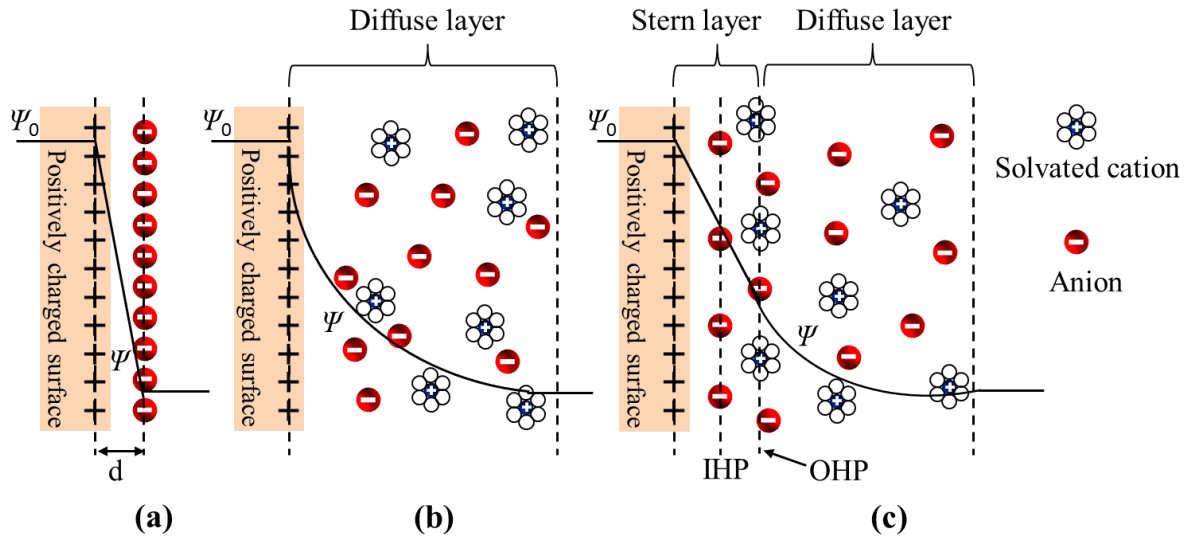 Diffuse layer
Stern layer
Diffuse layer
Ψ0
Positively charged surface
Ψ
d
Ψ0
Positively charged surface
Ψ
Ψ0
Positively charged surface
Ψ
IHP
OHP
Solvated cation
Anion
(a)
(b)
(c)